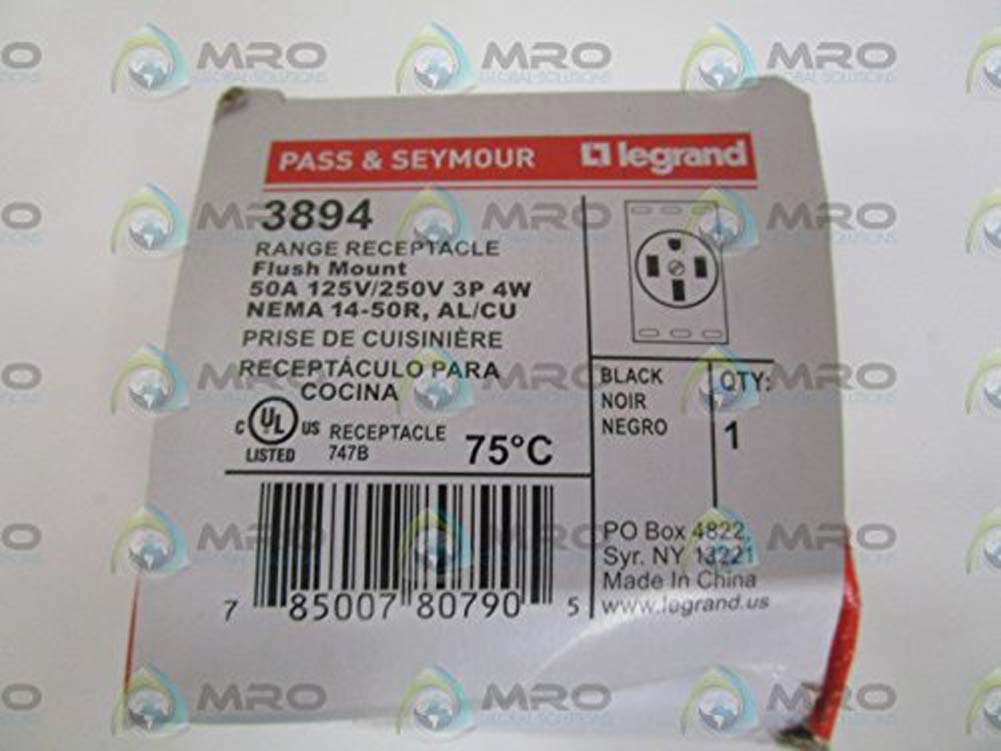 PASS & SEYMOUR legrand
3894
RANGE RECEPTACLE
Flush Mount
50A 125V/250V 3P 4W
NEMA 14-50R, AL/CU
PRISE DE CUISINIÈRE
RECEPTÁCULO PARA
COCINA
C UL US
LISTED
RECEPTACLE
747B
75°C
BLACK
NOIR
NEGRO
QTY:
1
7 85007 80790 5
PO Box 4822,
Syr. NY 13221
Made In China
www.legrand.us
MRO
GLOBAL SOLUTIONS